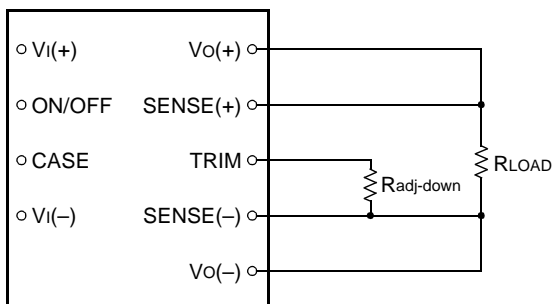 VI(+) VO(+)
ON/OFF SENSE(+)
CASE TRIM RLOAD
Radj-down
VI(–) SENSE(–)
VO(–)